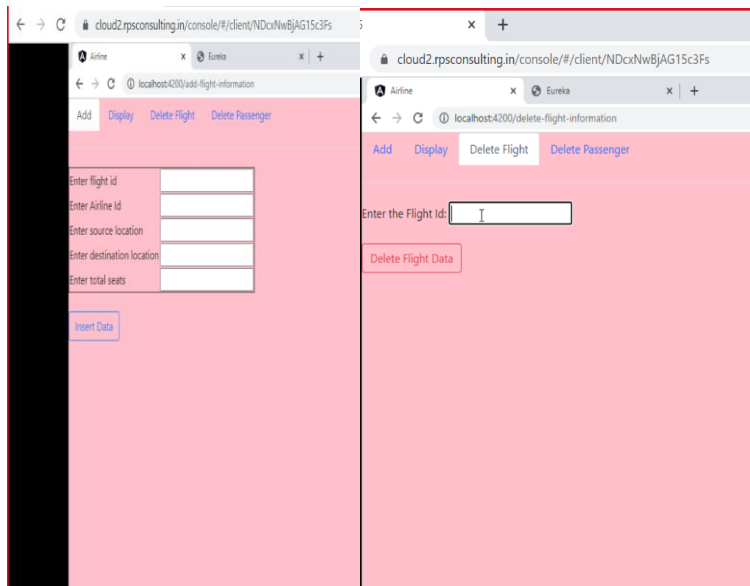 cloud2.rpsconsulting.in/console/#/client/NDcxNwBjAG15c3Fs
Airline
Eureka
localhost:4200/add-flight-information
Add Display Delete Flight Delete Passenger
Enter flight id
Enter Airline Id
Enter source location
Enter destination location
Enter total seats
Insert Data
cloud2.rpsconsulting.in/console/#/client/NDcxNwBjAG15c3Fs
Airline
Eureka
localhost:4200/delete-flight-information
Add Display Delete Flight Delete Passenger
Enter the Flight Id:
Delete Flight Data